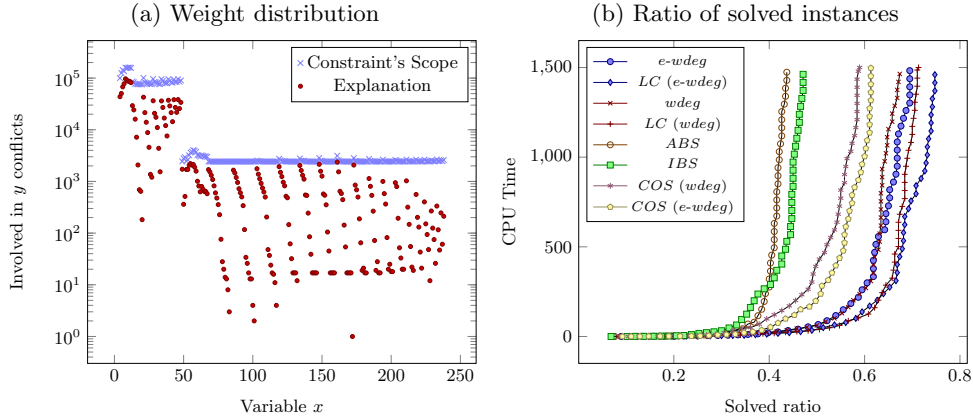 (a) Weight distribution
Involved in y conflicts
10^5
10^4
10^3
10^2
10^1
10^0
0
50
100
150
200
250
Variable x
Constraint's Scope
Explanation
(b) Ratio of solved instances
CPU Time
1,500
1,000
500
0
0.2
0.4
0.6
0.8
Solved ratio
e-wdeg
LC (e-wdeg)
wdeg
LC (wdeg)
ABS
IBS
COS (wdeg)
COS (e-wdeg)